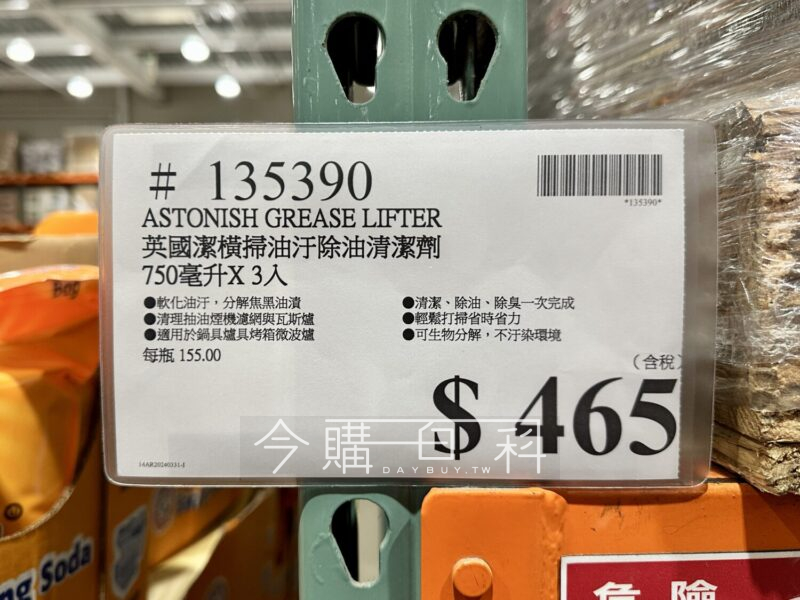 # 135390
*135390*
ASTONISH GREASE LIFTER
英國潔橫掃油汙除油清潔劑
750毫升X 3入
●軟化油汙，分解焦黑油漬
●清理抽油煙機濾網與瓦斯爐
●適用於鍋具爐具烤箱微波爐
●清潔、除油、除臭一次完成
●輕鬆打掃省時省力
●可生物分解，不汙染環境
每瓶 155.00
（含稅）
$ 465
今購百科
DAYBUY.TW
ng Soda
危險